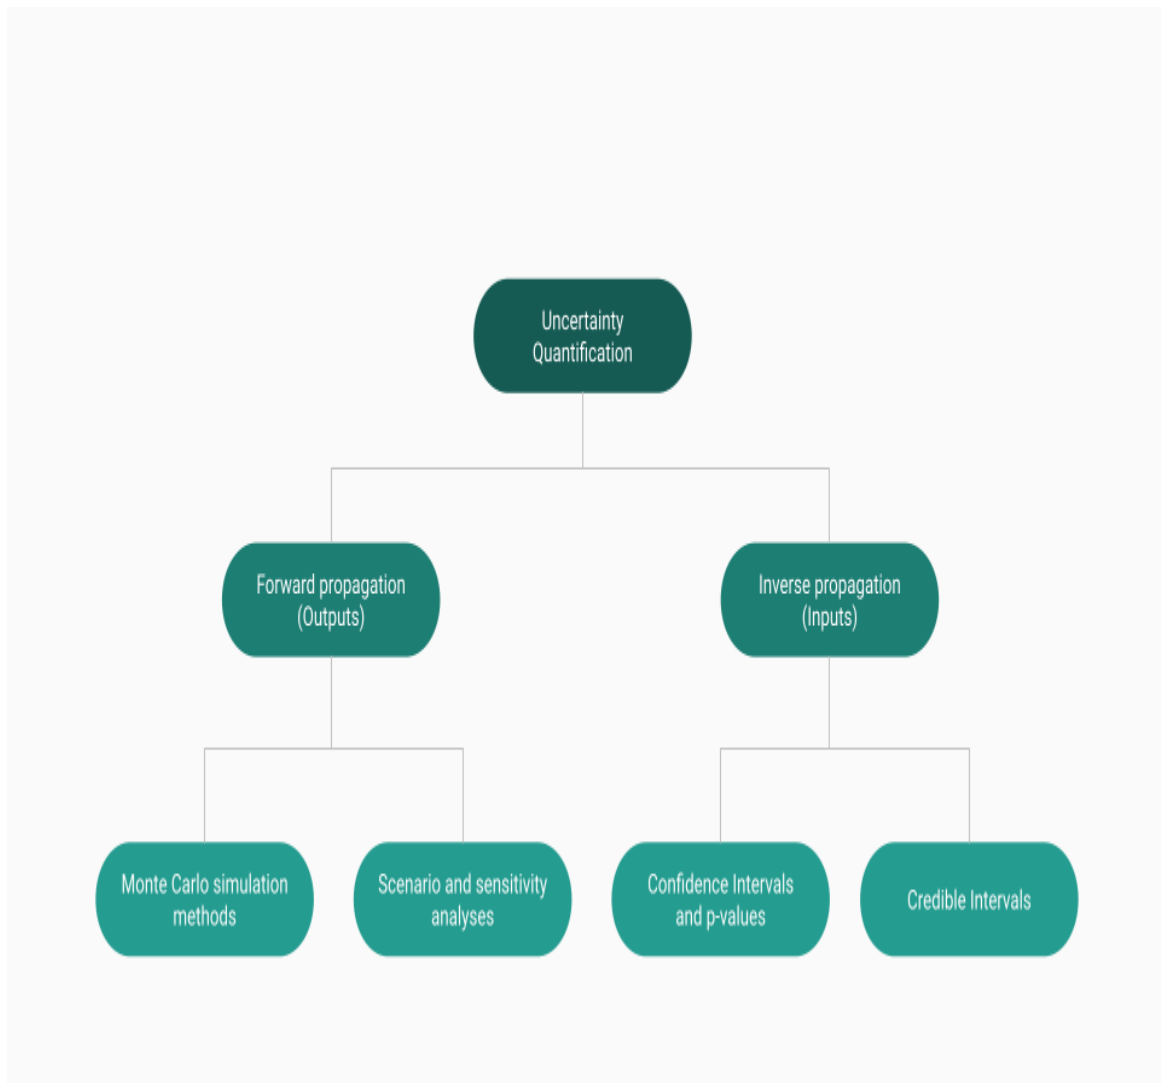 Uncertainty
Quantification
Forward propagation
(Outputs)
Inverse propagation
(Inputs)
Monte Carlo simulation
methods
Scenario and sensitivity
analyses
Confidence Intervals
and p-values
Credible Intervals